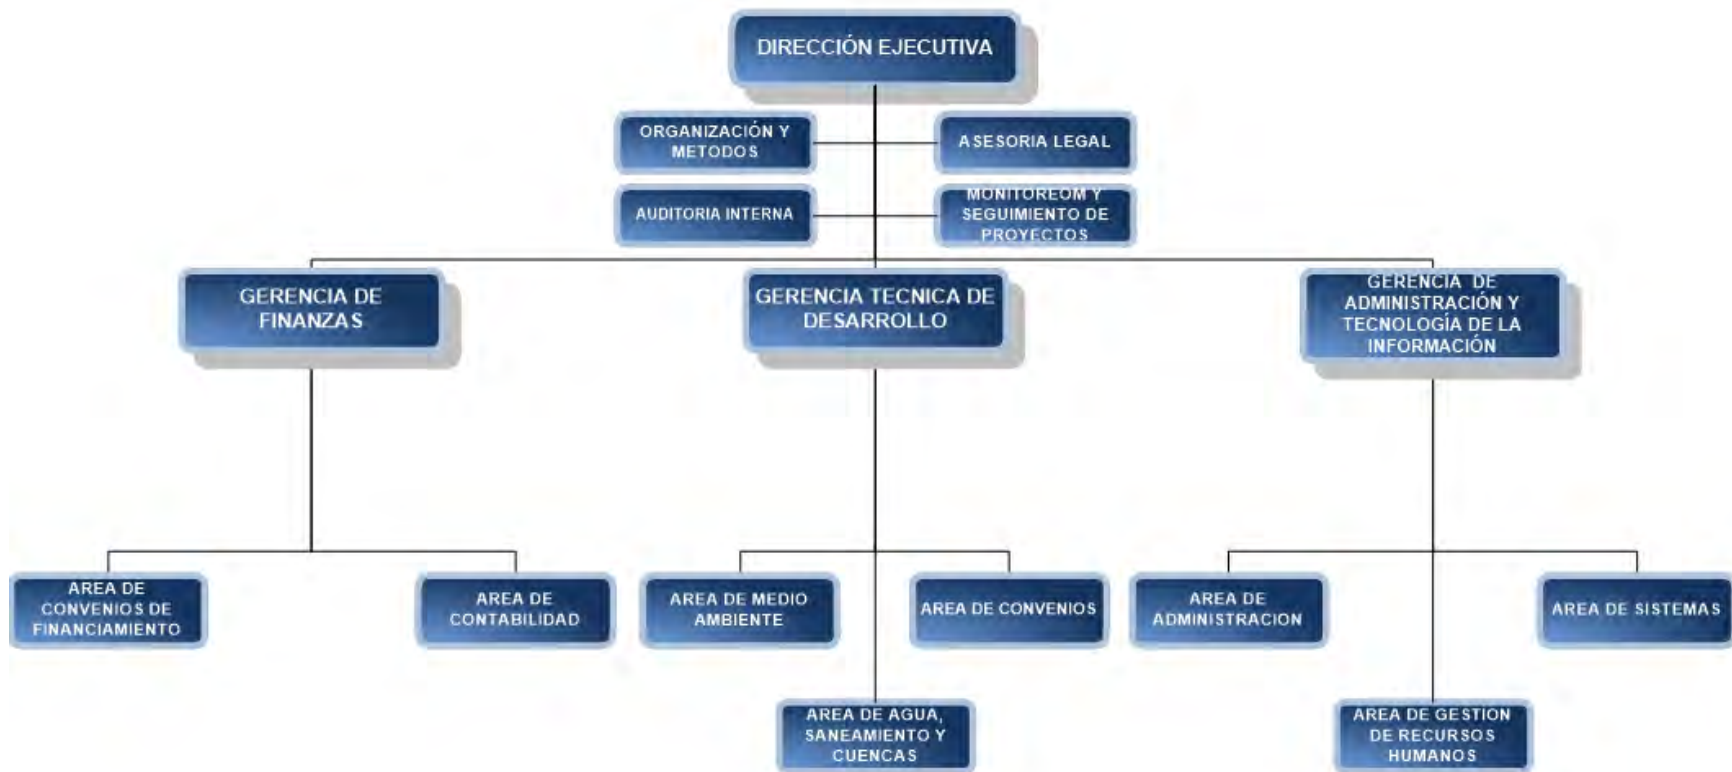 DIRECCIÓN EJECUTIVA
ORGANIZACIÓN Y
METODOS
ASESORIA LEGAL
AUDITORIA INTERNA
MONITOREOM Y
SEGUIMIENTO DE
PROYECTOS
GERENCIA DE
FINANZAS
GERENCIA TECNICA DE
DESARROLLO
GERENCIA DE
ADMINISTRACIÓN Y
TECNOLOGÍA DE LA
INFORMACIÓN
AREA DE
CONVENIOS DE
FINANCIAMIENTO
AREA DE
CONTABILIDAD
AREA DE MEDIO
AMBIENTE
AREA DE CONVENIOS
AREA DE
ADMINISTRACION
AREA DE SISTEMAS
AREA DE AGUA,
SANEAMIENTO Y
CUENCAS
AREA DE GESTION
DE RECURSOS
HUMANOS